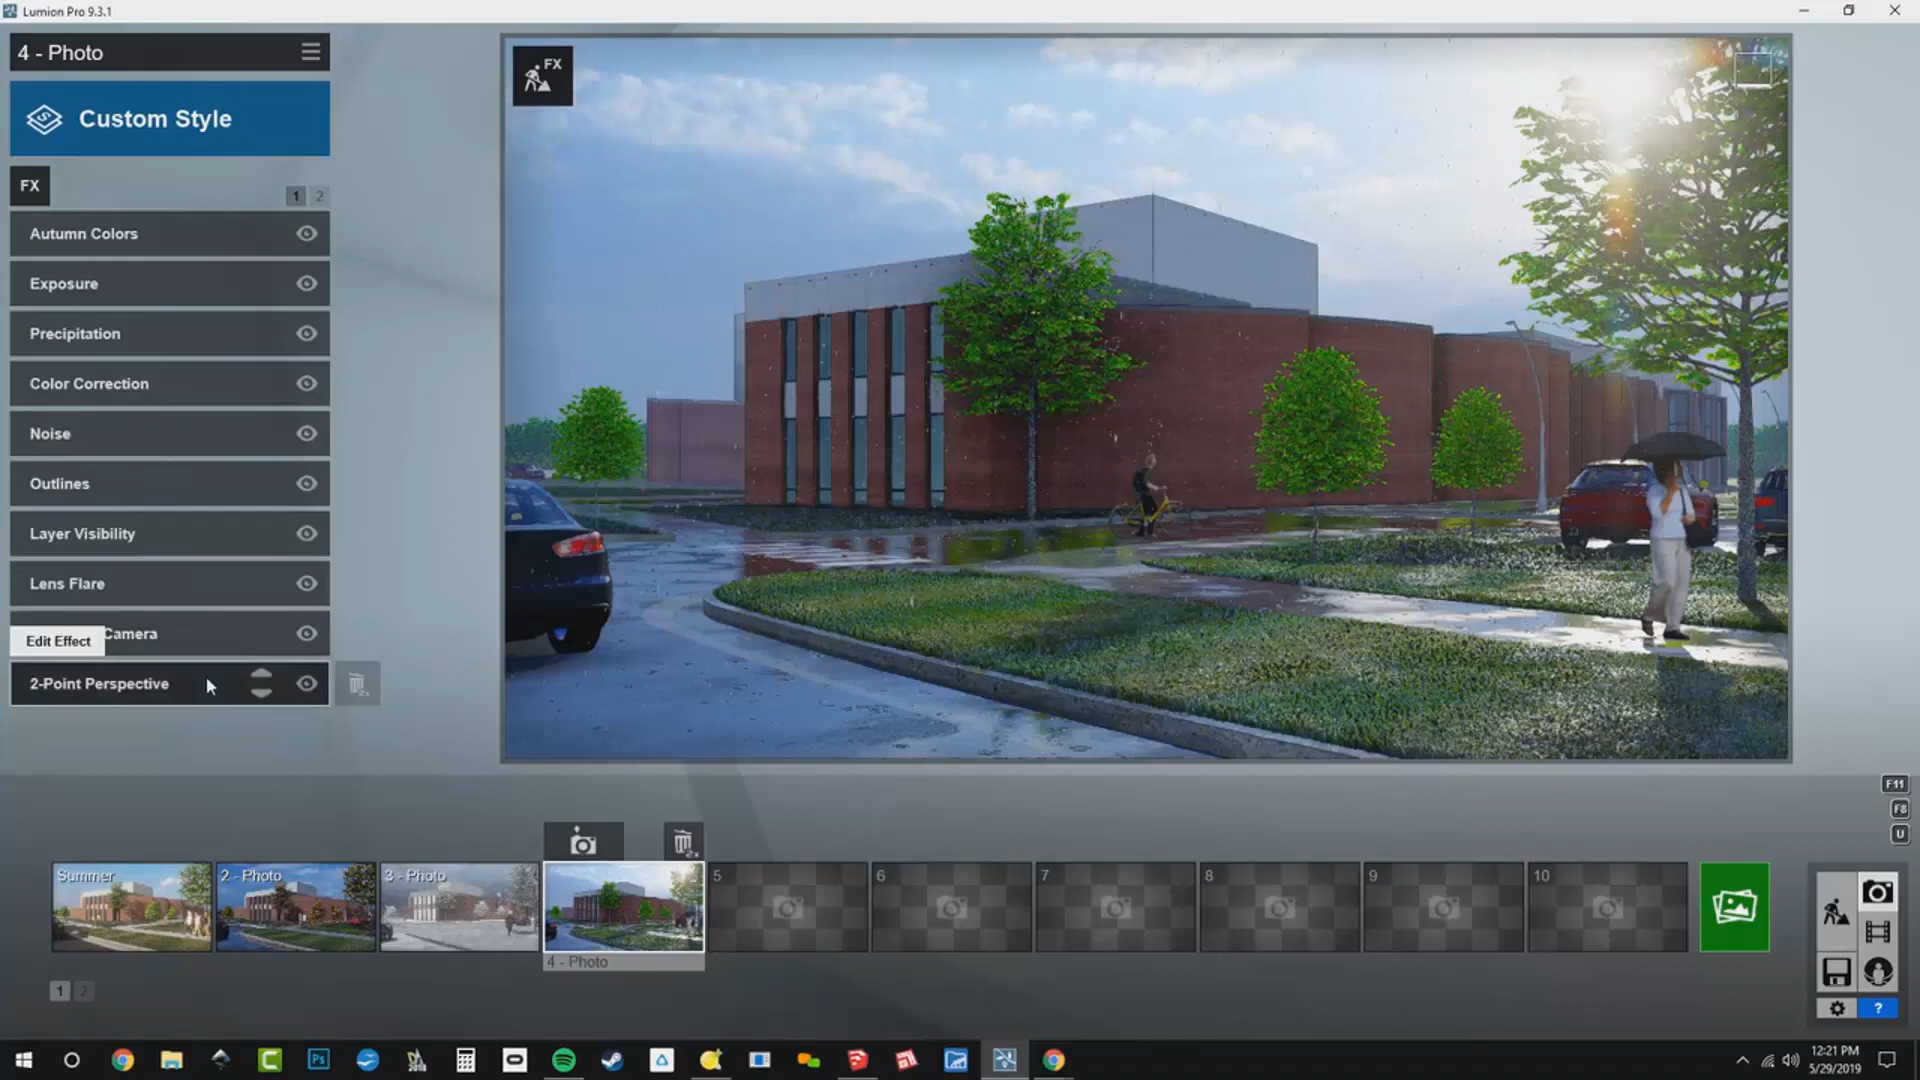 Lumion Pro 9.3.1
4 - Photo
Custom Style
FX
1 2
Autumn Colors
Exposure
Precipitation
Color Correction
Noise
Outlines
Layer Visibility
Lens Flare
Camera
Edit Effect
2-Point Perspective
FX
F11
F8
U
Summer
2 - Photo
3 - Photo
5
6
7
8
9
10
4 - Photo
1 2
?
Ps
12:21 PM
5/29/2019